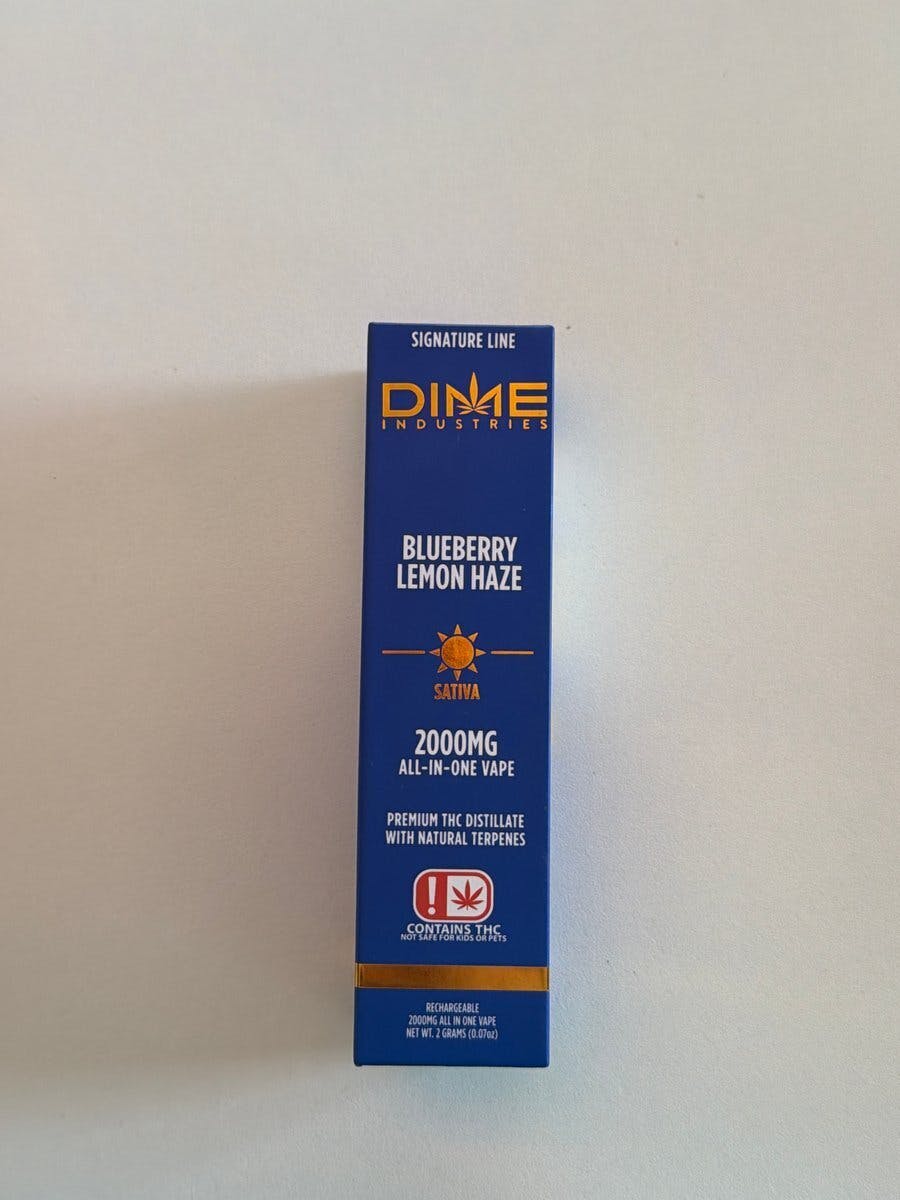 SIGNATURE LINE
DIME
INDUSTRIES
BLUEBERRY
LEMON HAZE
SATIVA
2000MG
ALL-IN-ONE VAPE
PREMIUM THC DISTILLATE
WITH NATURAL TERPENES
!
CONTAINS THC
NOT SAFE FOR KIDS OR PETS
RECHARGEABLE
2000MG ALL IN ONE VAPE
NET WT. 2 GRAMS (0.07oz)